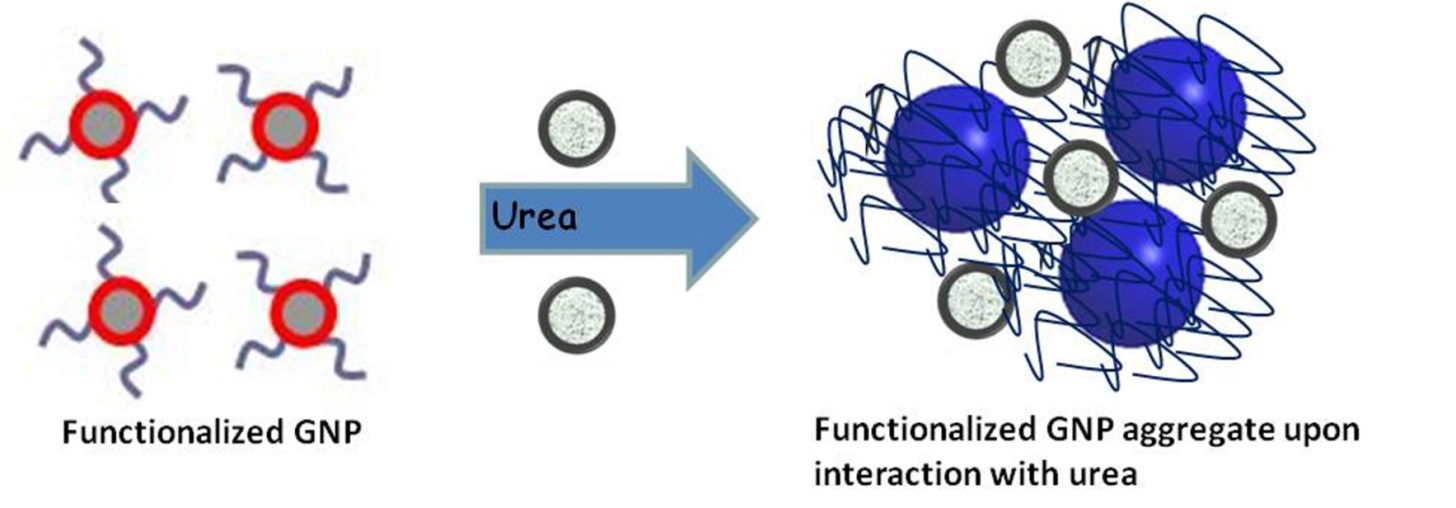 Urea
Functionalized GNP
Functionalized GNP aggregate upon
interaction with urea